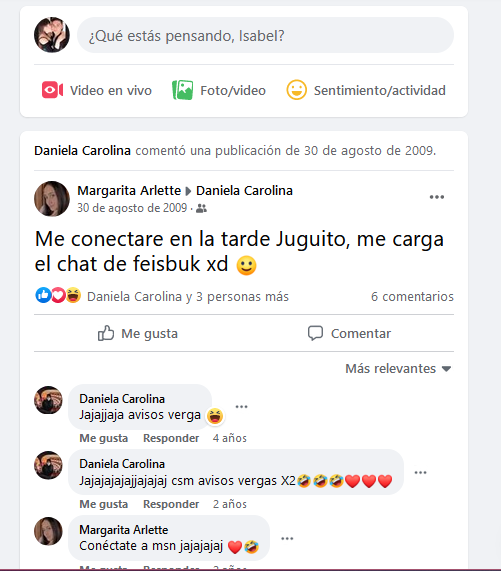 ¿Qué estás pensando, Isabel?
Video en vivo Foto/video Sentimiento/actividad
Daniela Carolina comentó una publicación de 30 de agosto de 2009.
Margarita Arlette Daniela Carolina
30 de agosto de 2009 ·
Me conectare en la tarde Juguito, me carga
el chat de feisbuk xd 🙂
Daniela Carolina y 3 personas más 6 comentarios
Me gusta Comentar
Más relevantes
Daniela Carolina
Jajajjaja avisos verga
Me gusta Responder 4 años
Daniela Carolina
Jajajajajajjajajaj csm avisos vergas X2🤣🤣🤣❤️❤️❤️
Me gusta Responder 2 años
Margarita Arlette
Conéctate a msn jajajajaj ❤️🤣
Me gusta Responder